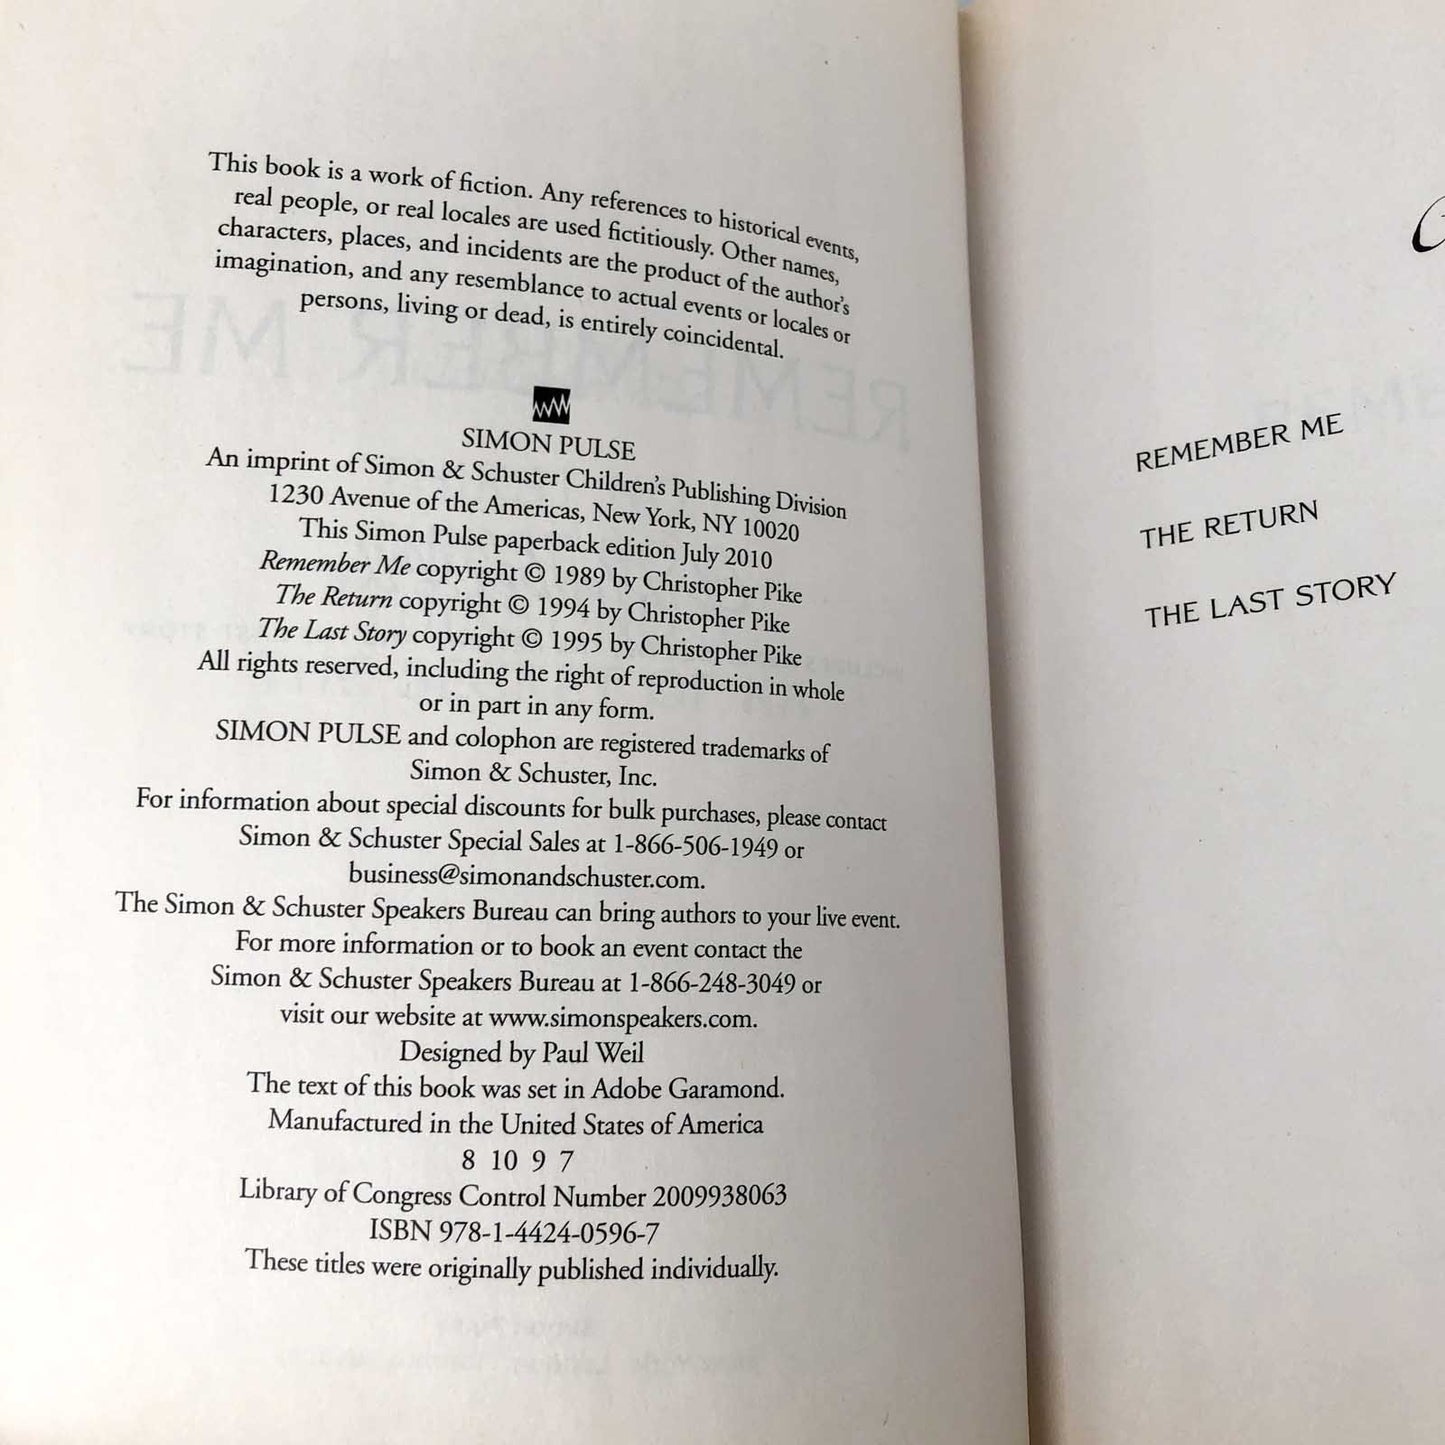 This book is a work of fiction. Any references to historical events,
real people, or real locales are used fictitiously. Other names,
characters, places, and incidents are the product of the author's
imagination, and any resemblance to actual events or locales or
persons, living or dead, is entirely coincidental.
SIMON PULSE
An imprint of Simon & Schuster Children's Publishing Division
1230 Avenue of the Americas, New York, NY 10020
This Simon Pulse paperback edition July 2010
Remember Me copyright © 1989 by Christopher Pike
The Return copyright © 1994 by Christopher Pike
The Last Story copyright © 1995 by Christopher Pike
All rights reserved, including the right of reproduction in whole
or in part in any form.
SIMON PULSE and colophon are registered trademarks of
Simon & Schuster, Inc.
For information about special discounts for bulk purchases, please contact
Simon & Schuster Special Sales at 1-866-506-1949 or
business@simonandschuster.com.
The Simon & Schuster Speakers Bureau can bring authors to your live event.
For more information or to book an event contact the
Simon & Schuster Speakers Bureau at 1-866-248-3049 or
visit our website at www.simonspeakers.com.
Designed by Paul Weil
The text of this book was set in Adobe Garamond.
Manufactured in the United States of America
8 10 9 7
Library of Congress Control Number 2009938063
ISBN 978-1-4424-0596-7
These titles were originally published individually.
REMEMBER ME
THE RETURN
THE LAST STORY